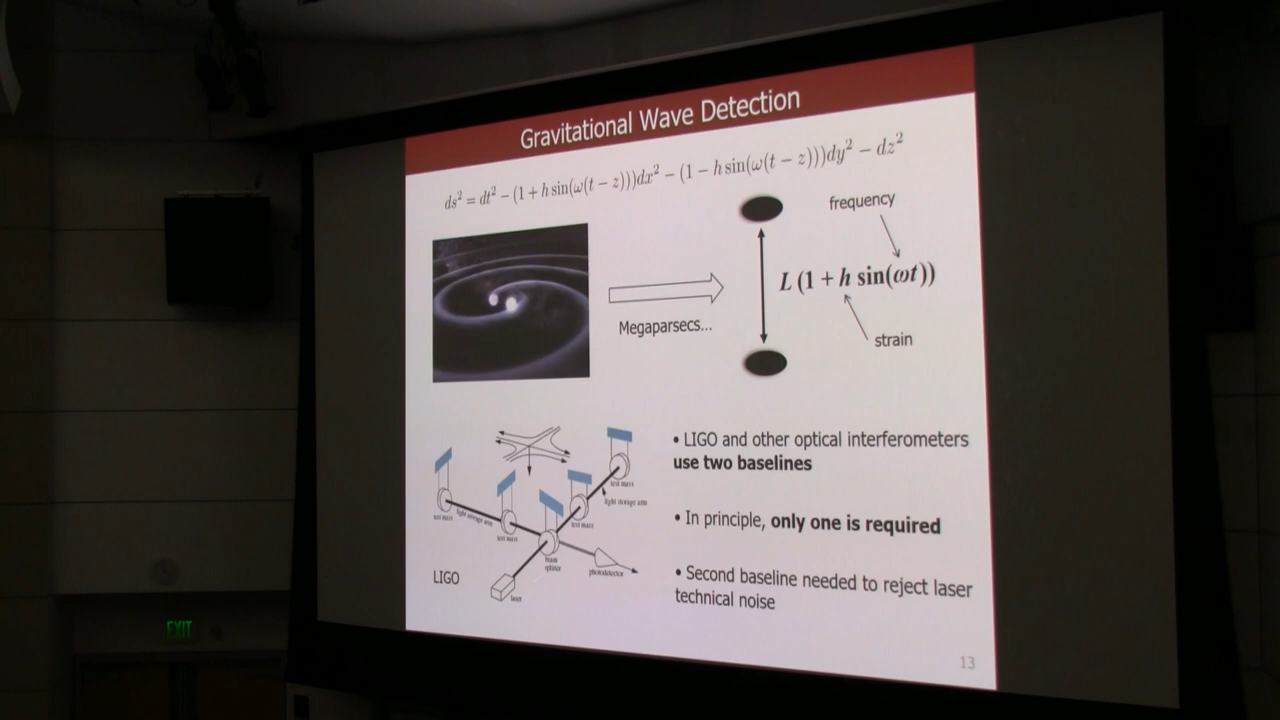 Gravitational Wave Detection
ds² = dt² − (1 + h sin(ω(t − z)))dx² − (1 − h sin(ω(t − z)))dy² − dz²
frequency
L (1 + h sin(ωt))
Megaparsecs...
strain
• LIGO and other optical interferometers
use two baselines
test mass
light storage arm
test mass
light storage arm
test mass
test mass
• In principle, only one is required
beam
splitter
photodetector
LIGO
laser
• Second baseline needed to reject laser
technical noise
13
EXIT